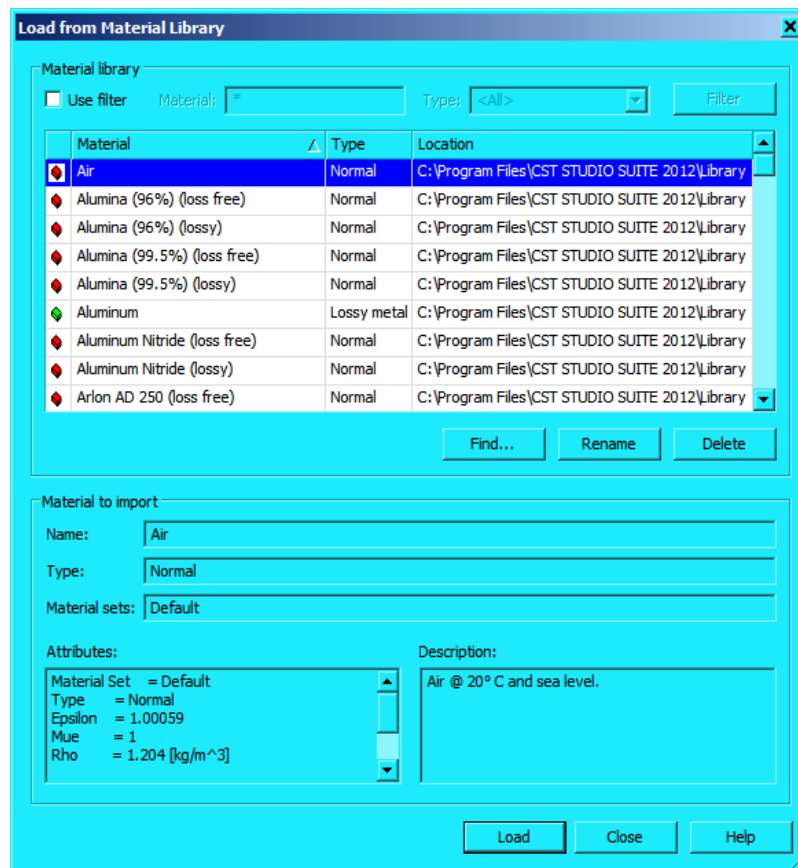 Load from Material Library
Material library
Use filter Material: * Type: <All> Filter
Material Type Location
Air Normal C:\Program Files\CST STUDIO SUITE 2012\Library
Alumina (96%) (loss free) Normal C:\Program Files\CST STUDIO SUITE 2012\Library
Alumina (96%) (lossy) Normal C:\Program Files\CST STUDIO SUITE 2012\Library
Alumina (99.5%) (loss free) Normal C:\Program Files\CST STUDIO SUITE 2012\Library
Alumina (99.5%) (lossy) Normal C:\Program Files\CST STUDIO SUITE 2012\Library
Aluminum Lossy metal C:\Program Files\CST STUDIO SUITE 2012\Library
Aluminum Nitride (loss free) Normal C:\Program Files\CST STUDIO SUITE 2012\Library
Aluminum Nitride (lossy) Normal C:\Program Files\CST STUDIO SUITE 2012\Library
Arlon AD 250 (loss free) Normal C:\Program Files\CST STUDIO SUITE 2012\Library
Find... Rename Delete
Material to import
Name: Air
Type: Normal
Material sets: Default
Attributes: Description:
Material Set = Default Air @ 20° C and sea level.
Type = Normal
Epsilon = 1.00059
Mue = 1
Rho = 1.204 [kg/m^3]
Load Close Help